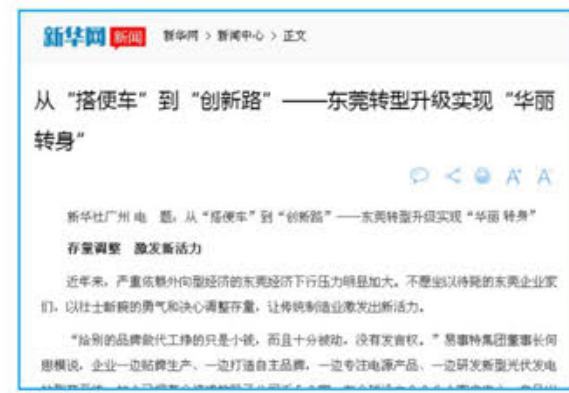 新华网 新闻 新华网 > 新闻中心 > 正文
从“搭便车”到“创新路”——东莞转型升级实现“华丽
转身”
A⁺ A⁻
新华社广州 电 题:从“搭便车”到“创新路”——东莞转型升级实现“华丽 转身”
存量调整 激发新活力
近年来,严重依赖外向型经济的东莞经济下行压力明显加大。不愿坐以待毙的东莞企业家
们,以壮士断腕的勇气和决心调整存量,让传统制造业激发出新活力。
“给别的品牌做代工挣的只是小钱,而且十分被动,没有发言权。”易事特集团董事长何
思模说,企业一边贴牌生产、一边打造自主品牌,一边专注电源产品、一边研发新型光伏发电